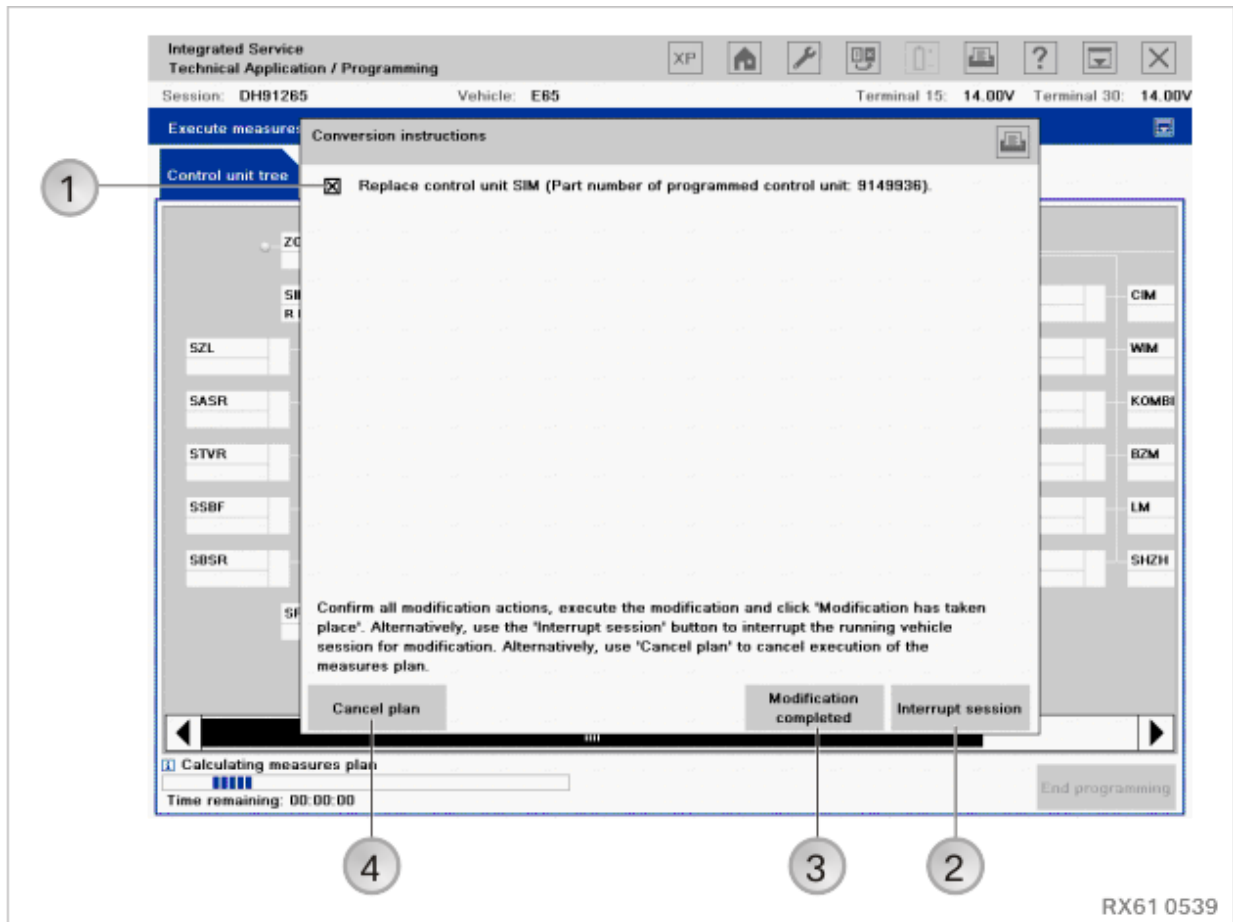 Integrated Service
Technical Application / Programming
XP
?
Session: DH91265 Vehicle: E65 Terminal 15: 14.00V Terminal 30: 14.00V
Execute measures
Conversion instructions
Control unit tree
1
Replace control unit SIM (Part number of programmed control unit: 9149936).
ZG
SI
R
CIM
SZL
WIM
SASR
KOMBI
STVR
BZM
SSBF
LM
SBSR
SHZH
SF
Confirm all modification actions, execute the modification and click 'Modification has taken
place'. Alternatively, use the 'Interrupt session' button to interrupt the running vehicle
session for modification. Alternatively, use 'Cancel plan' to cancel execution of the
measures plan.
Cancel plan
Modification
completed
Interrupt session
Calculating measures plan
Time remaining: 00:00:00
End programming
4
3
2
RX61 0539